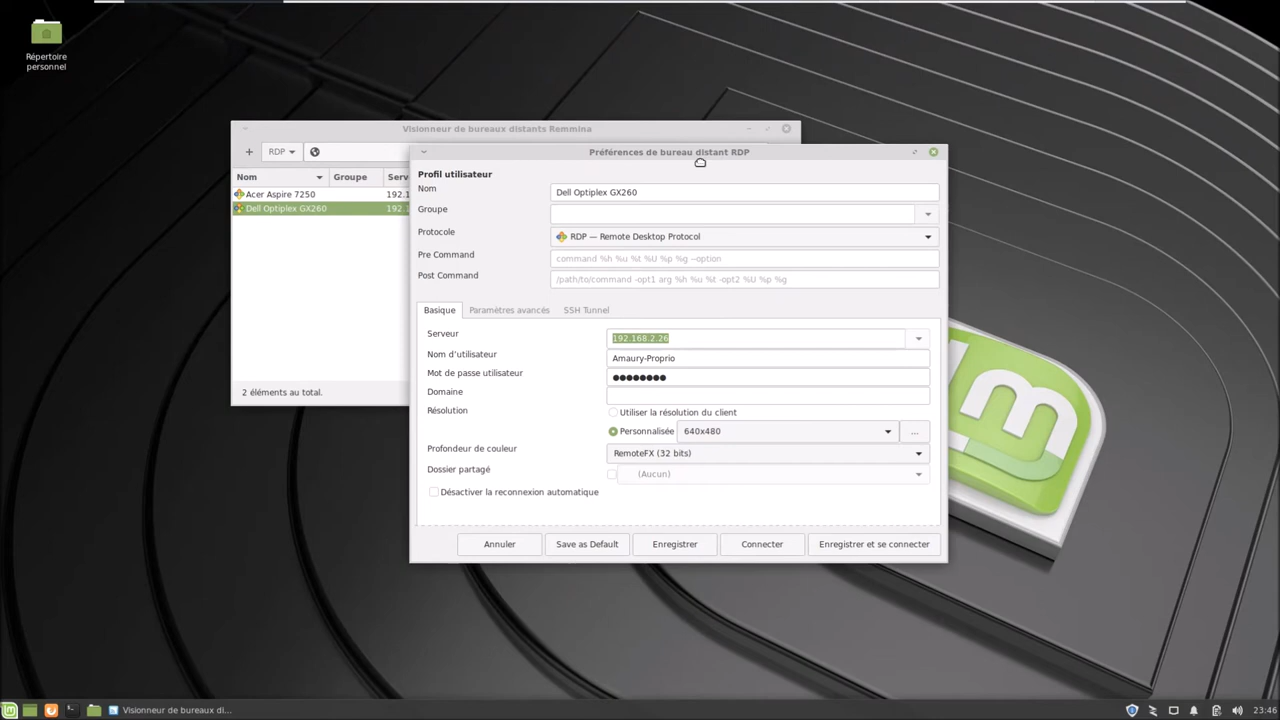 Répertoire
personnel
Visionneur de bureaux distants Remmina
+ RDP
Nom Groupe Serv
Acer Aspire 7250 192.1
Dell Optiplex GX260 192.1
2 éléments au total.
Préférences de bureau distant RDP
Profil utilisateur
Nom Dell Optiplex GX260
Groupe
Protocole RDP — Remote Desktop Protocol
Pre Command command %h %u %t %U %p %g --option
Post Command /path/to/command -opt1 arg %h %u %t -opt2 %U %p %g
Basique Paramètres avancés SSH Tunnel
Serveur 192.168.2.26
Nom d’utilisateur Amaury-Proprio
Mot de passe utilisateur ●●●●●●●●
Domaine
Résolution Utiliser la résolution du client
Personnalisée 640x480 ...
Profondeur de couleur RemoteFX (32 bits)
Dossier partagé (Aucun)
Désactiver la reconnexion automatique
Annuler Save as Default Enregistrer Connecter Enregistrer et se connecter
Visionneur de bureaux di... 23:46